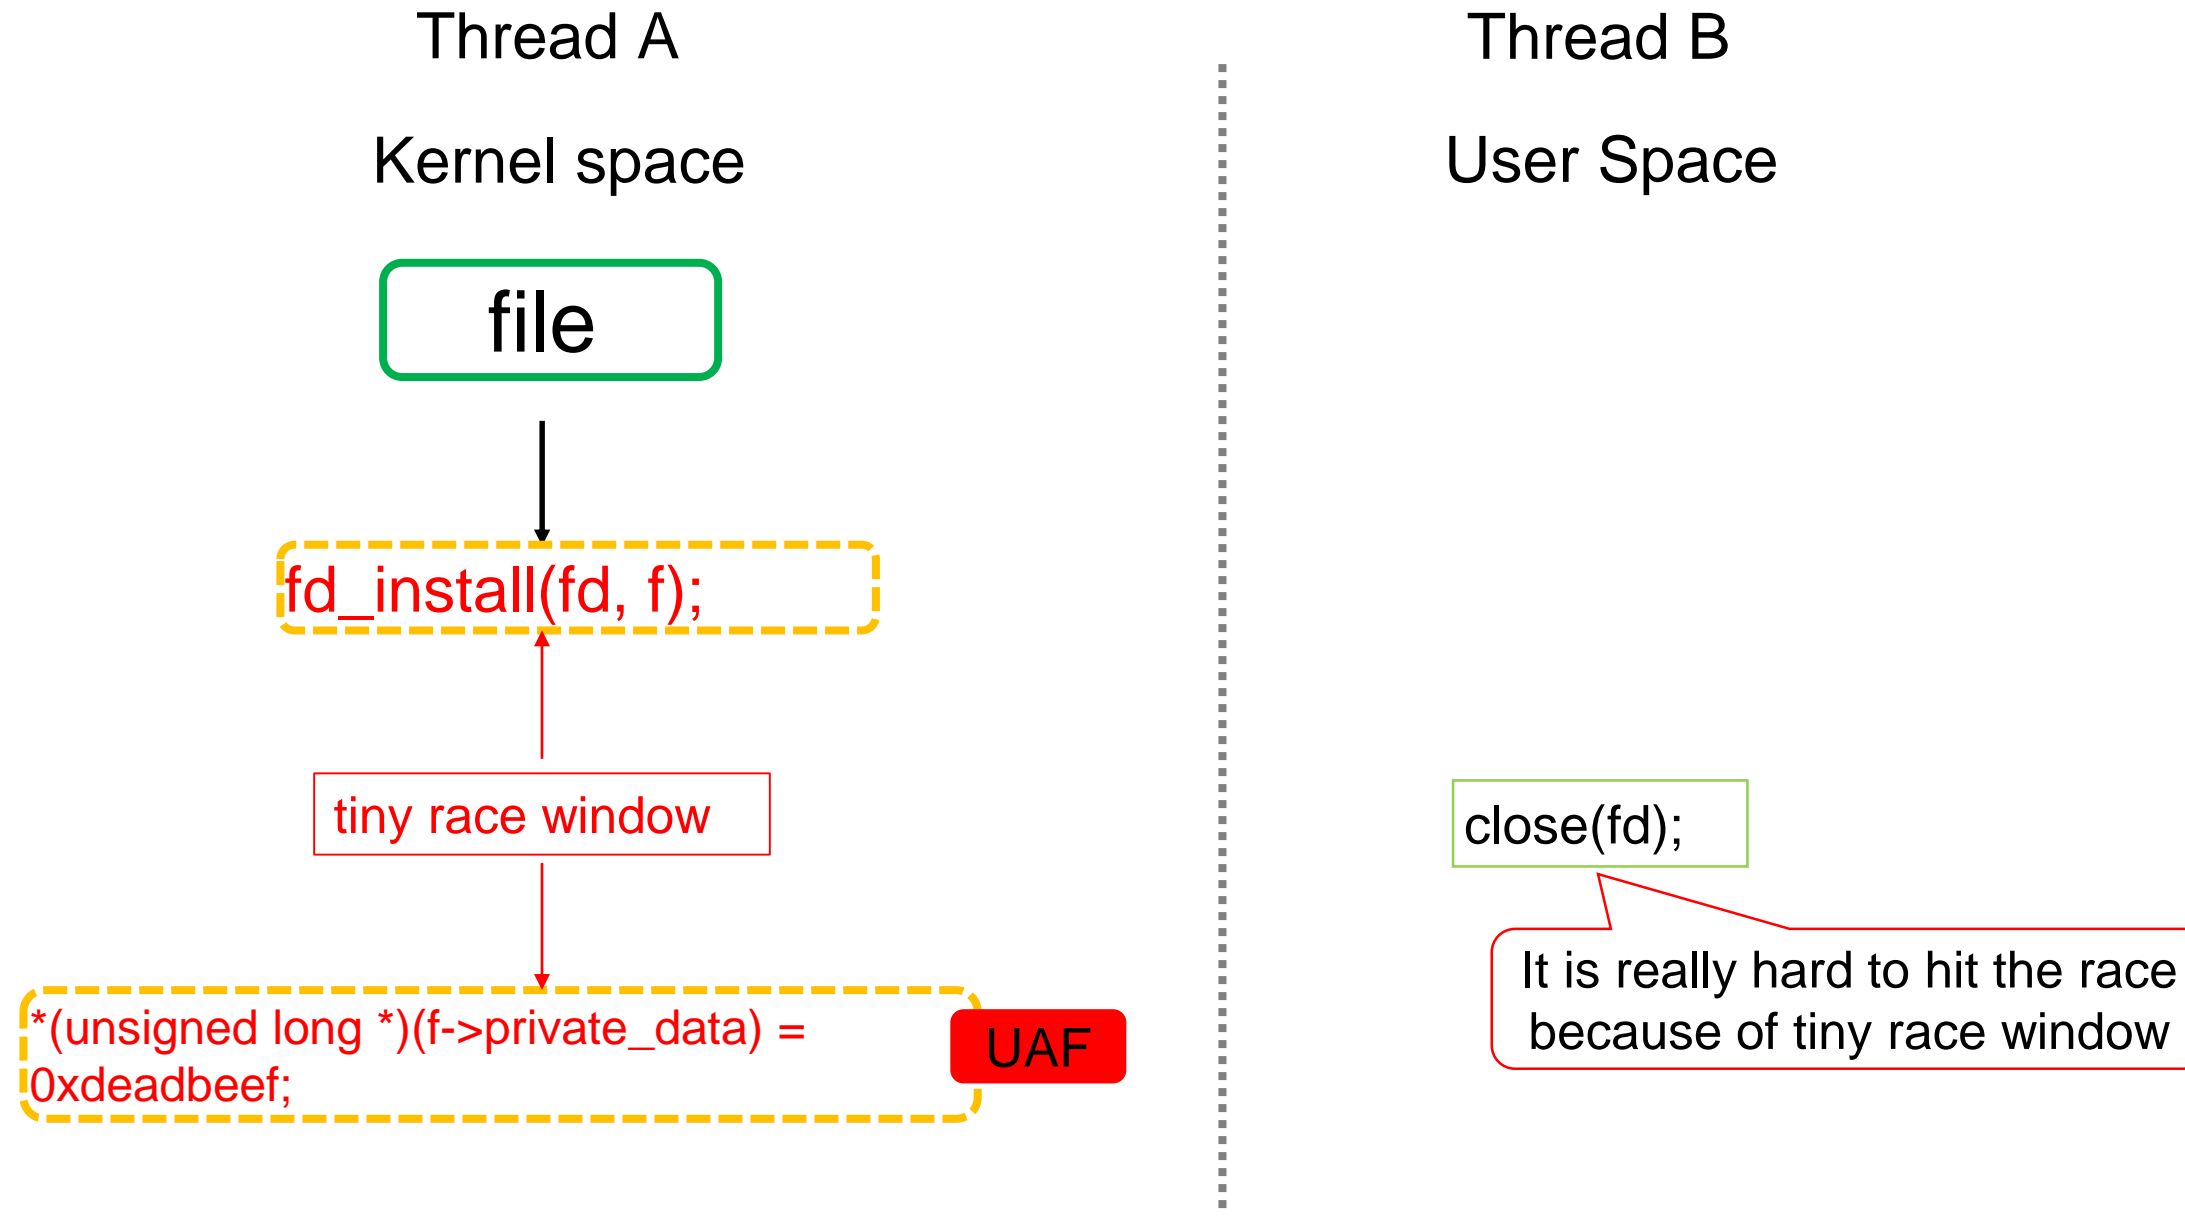 Thread A
Thread B
Kernel space
User Space
file
fd_install(fd, f);
tiny race window
close(fd);
It is really hard to hit the race
because of tiny race window
*(unsigned long *)(f->private_data) =
0xdeadbeef;
UAF